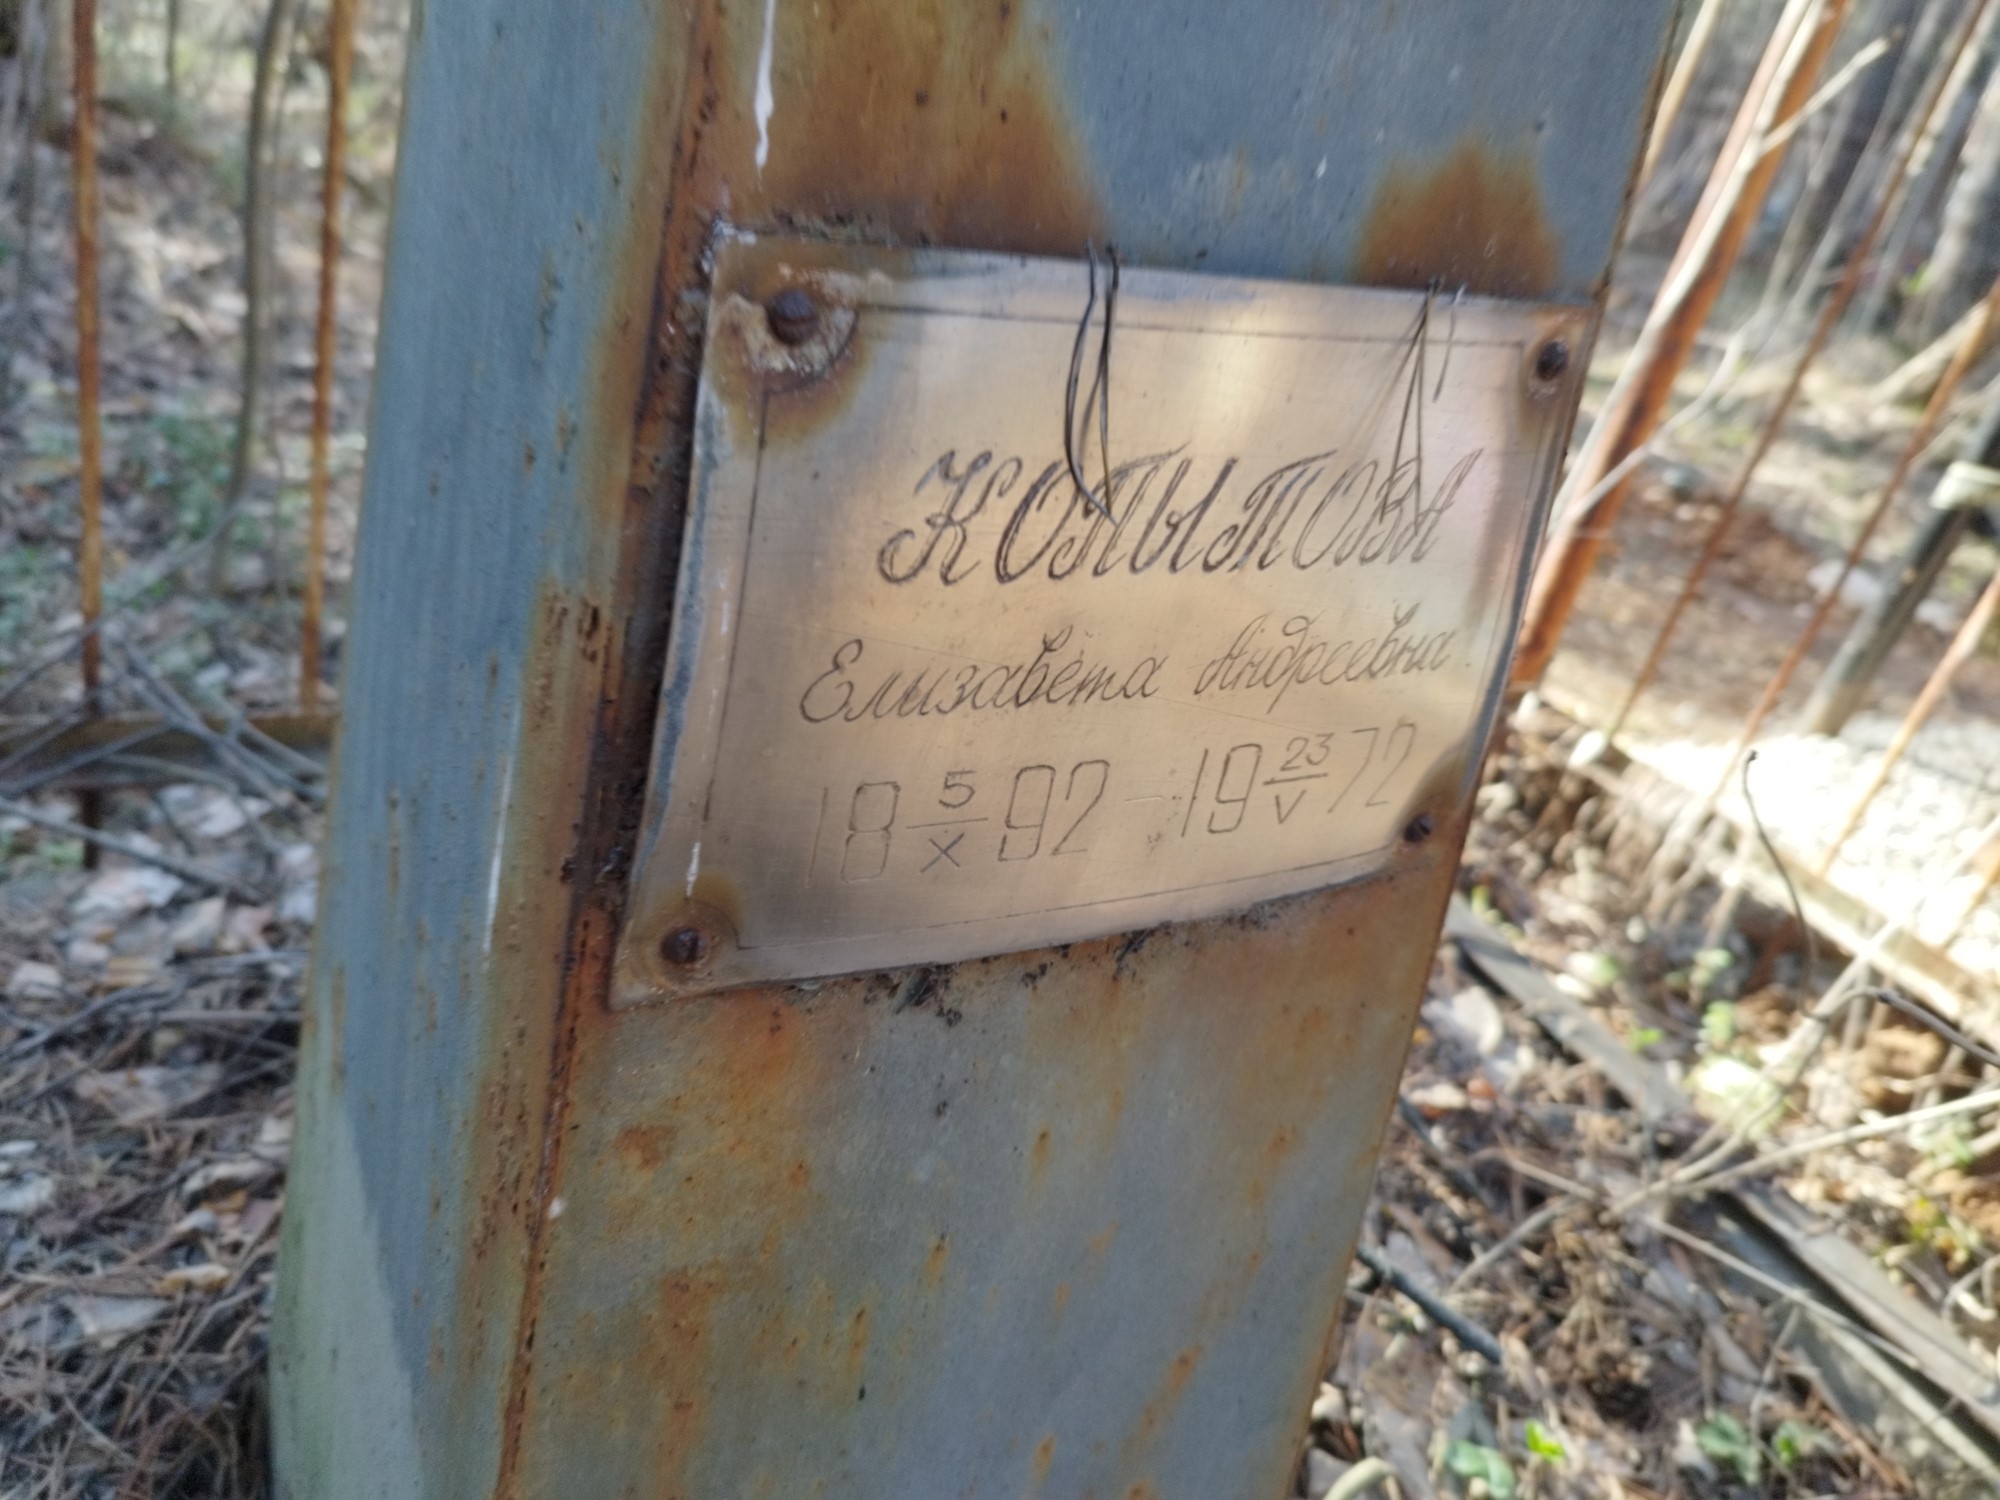 Копытова
Елизавета Андреевна
18 5/X 92 - 19 23/V 72